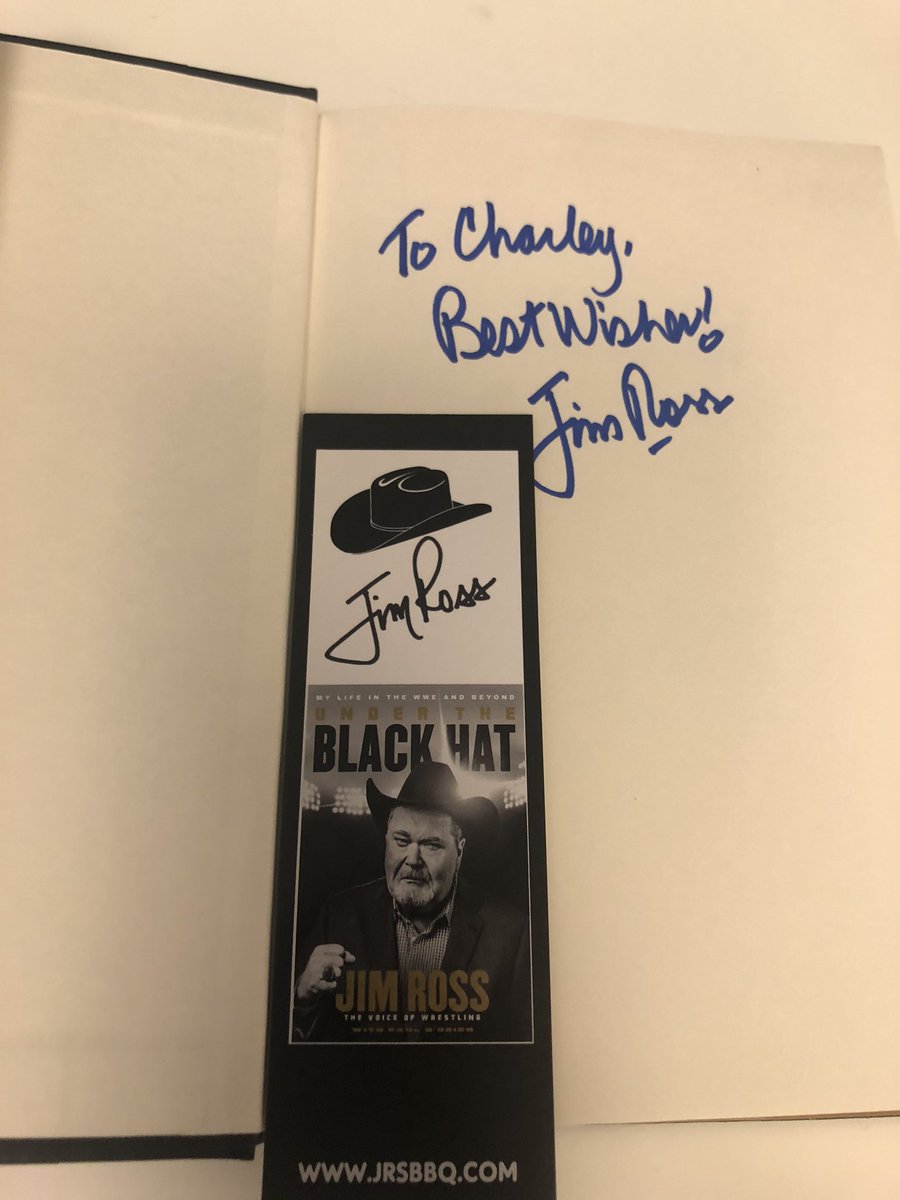 To Charley,
Best Wishes!
Jim Ross
Jim Ross
MY LIFE IN THE WWE AND BEYOND
UNDER THE
BLACK HAT
JIM ROSS
THE VOICE OF WRESTLING
WITH PAUL O'BRIEN
WWW.JRSBBQ.COM